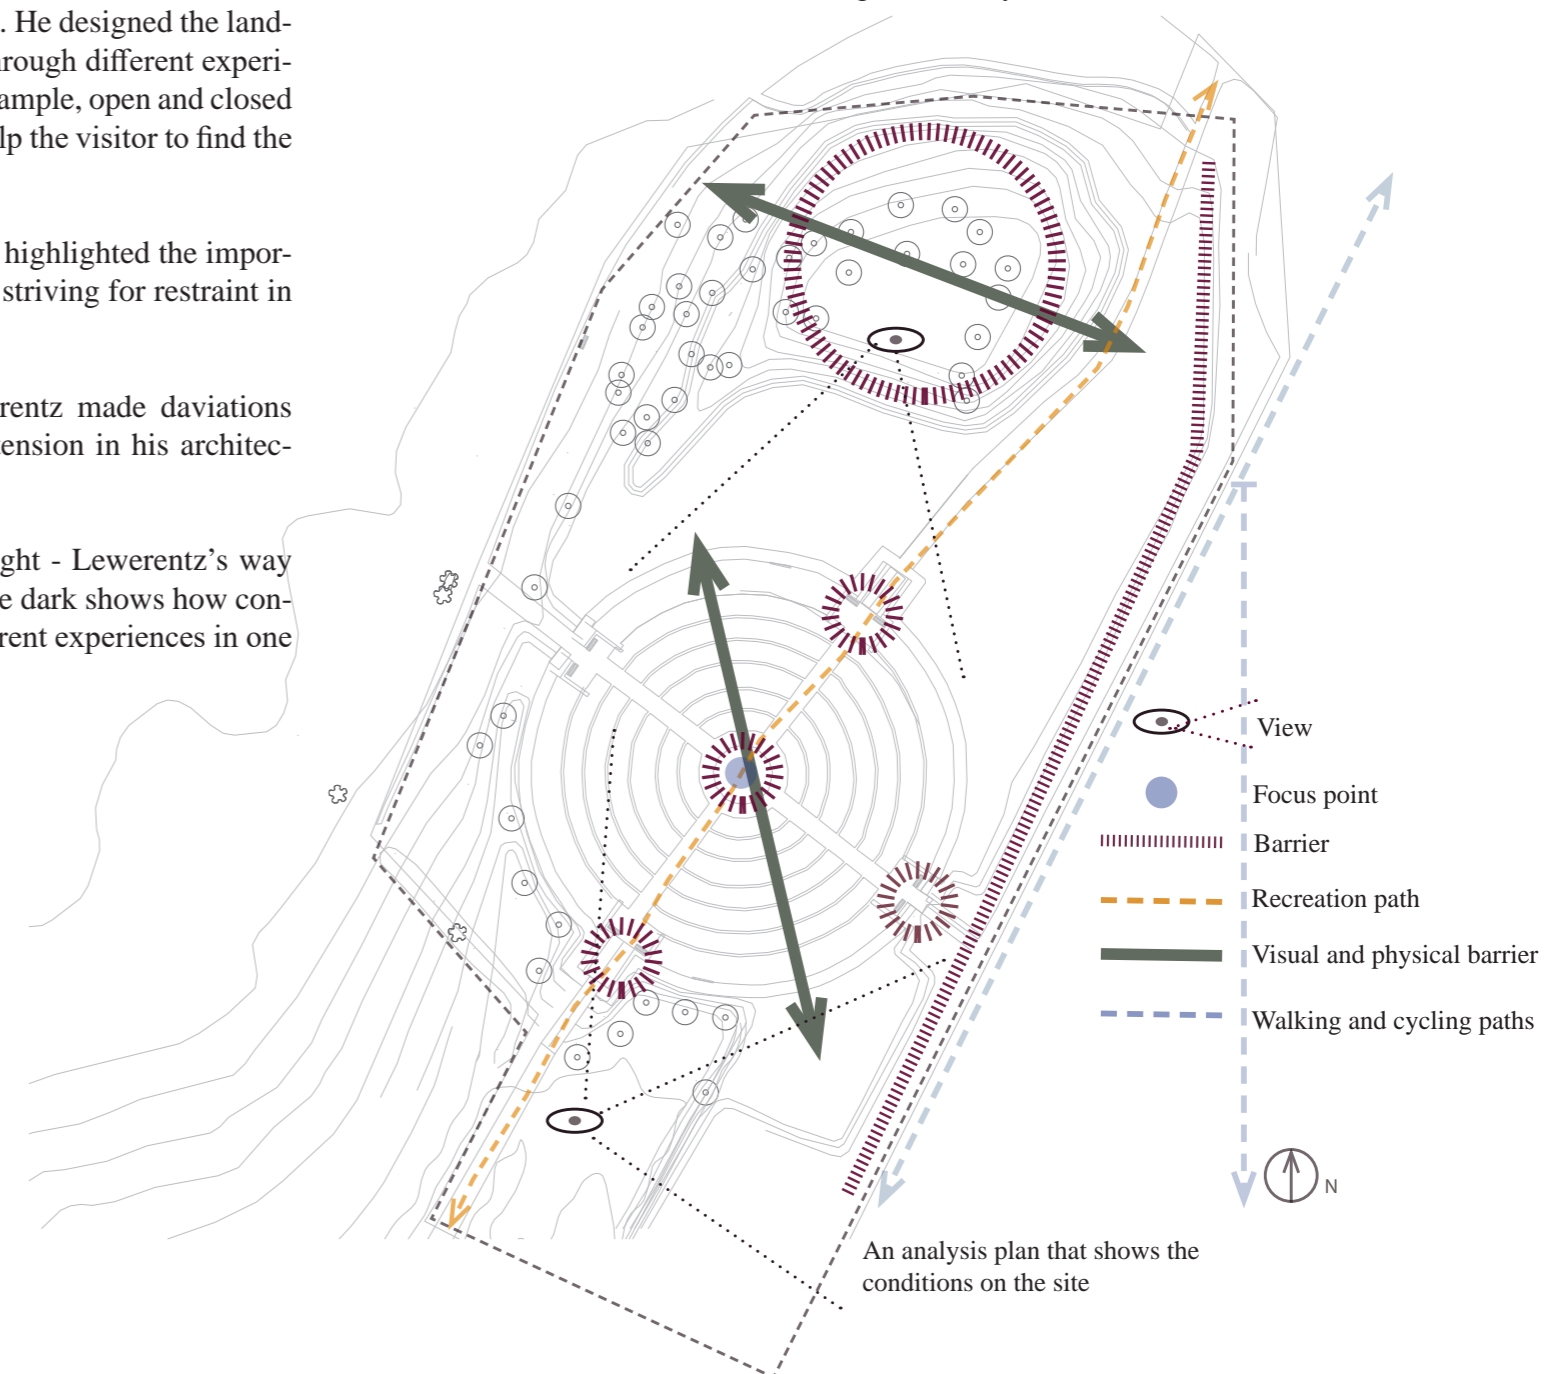 . He designed the land-
rough different experi-
ample, open and closed
lp the visitor to find the
highlighted the impor-
striving for restraint in
rentz made daviations
tension in his architec-
ght - Lewerentz's way
e dark shows how con-
rent experiences in one
View
Focus point
Barrier
Recreation path
Visual and physical barrier
Walking and cycling paths
N
An analysis plan that shows the
conditions on the site